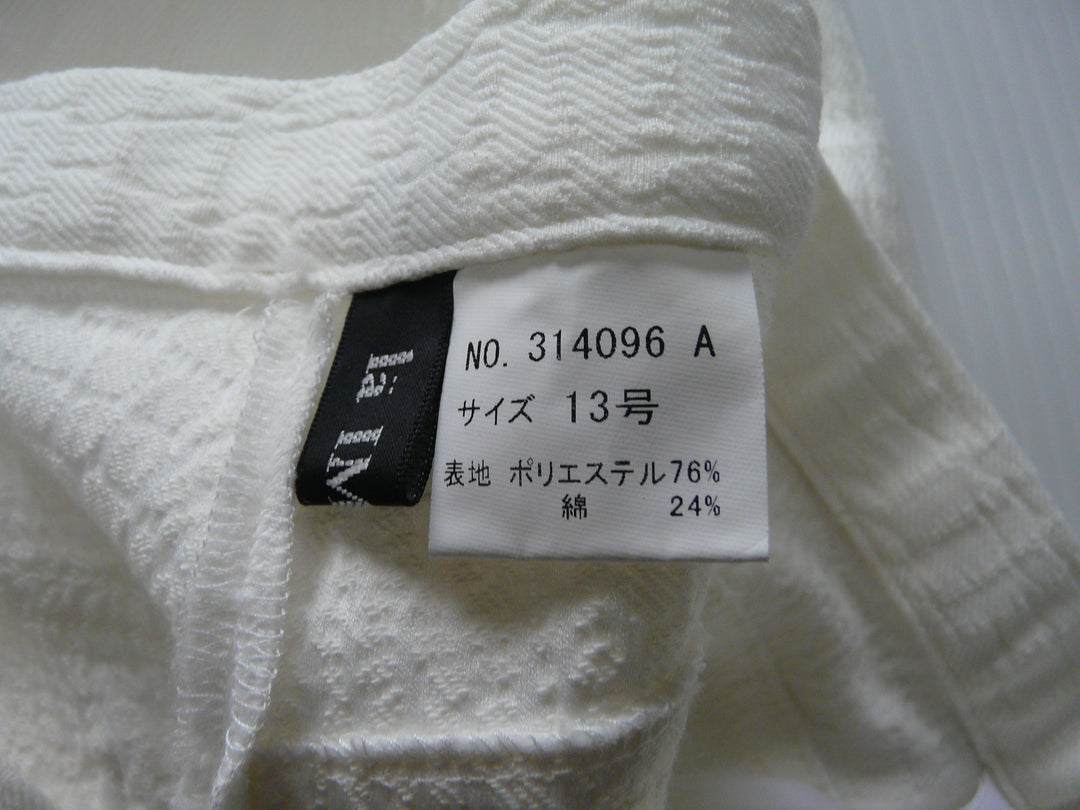 NO. 314096 A
サイズ 13号
表地 ポリエステル76%
綿 24%
la